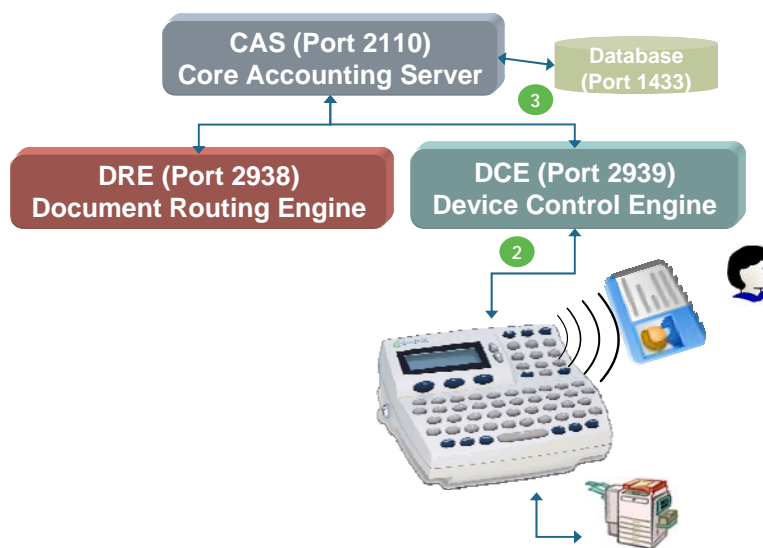 CAS (Port 2110)
Core Accounting Server
Database
(Port 1433)
3
DRE (Port 2938)
Document Routing Engine
DCE (Port 2939)
Device Control Engine
2